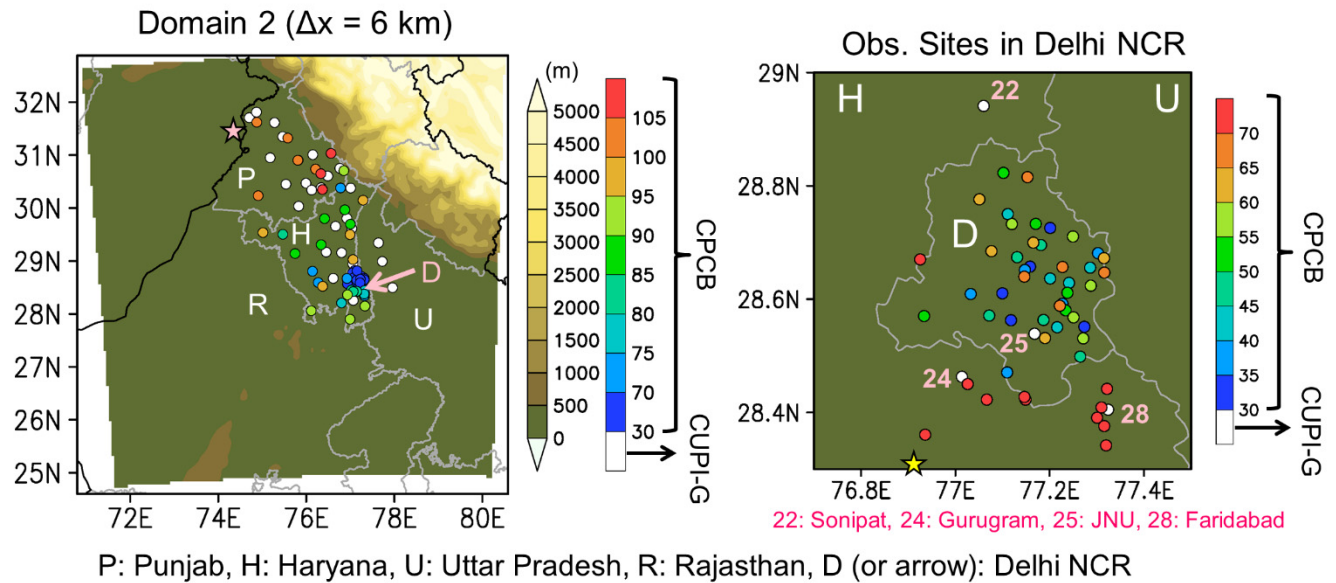 Domain 2 (Δx = 6 km)
Obs. Sites in Delhi NCR
(m)
32N
31N
30N
29N
28N
27N
26N
25N
72E
74E
76E
78E
80E
P
H
D
R
U
5000
4500
4000
3500
3000
2500
2000
1500
1000
500
0
105
100
95
90
85
80
75
70
30
CPCB
CUPI-G
29N
28.8N
28.6N
28.4N
76.8E
77E
77.2E
77.4E
H
U
22
D
25
24
28
70
65
60
55
50
45
40
35
30
CPCB
CUPI-G
22: Sonipat, 24: Gurugram, 25: JNU, 28: Faridabad
P: Punjab, H: Haryana, U: Uttar Pradesh, R: Rajasthan, D (or arrow): Delhi NCR